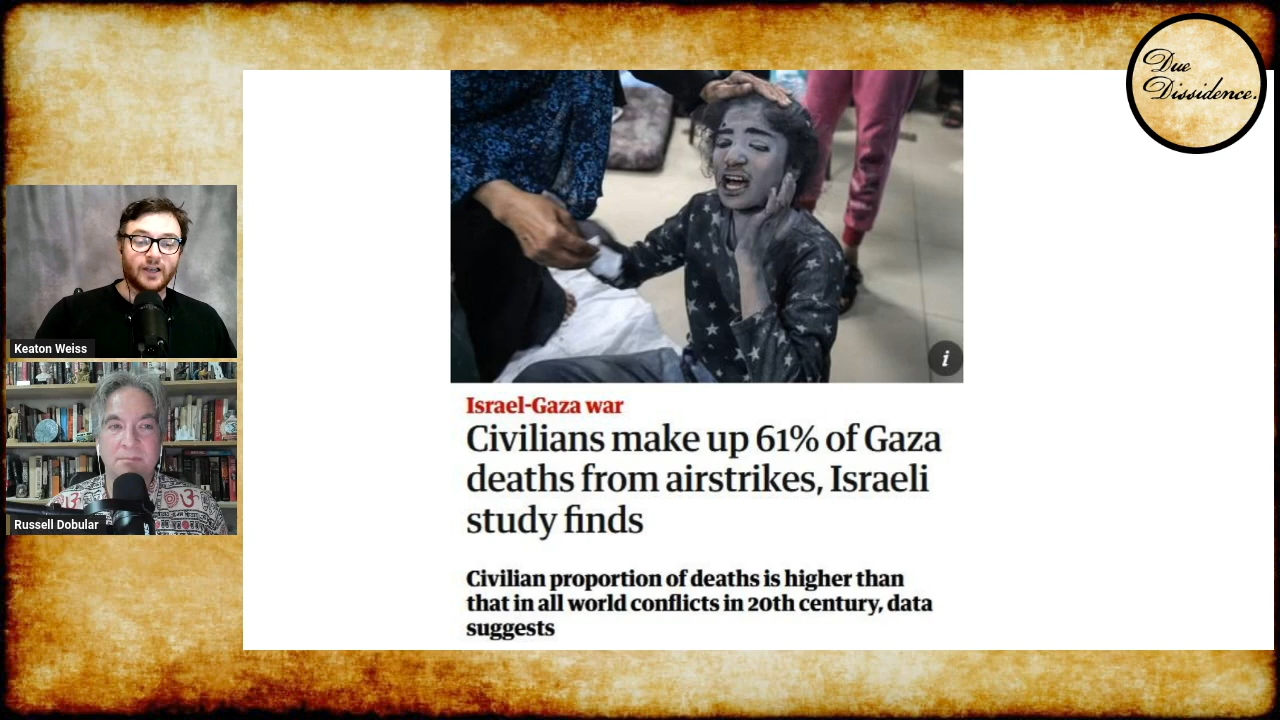 Due
Dissidence.
Keaton Weiss
Russell Dobular
i
Israel-Gaza war
Civilians make up 61% of Gaza
deaths from airstrikes, Israeli
study finds
Civilian proportion of deaths is higher than
that in all world conflicts in 20th century, data
suggests